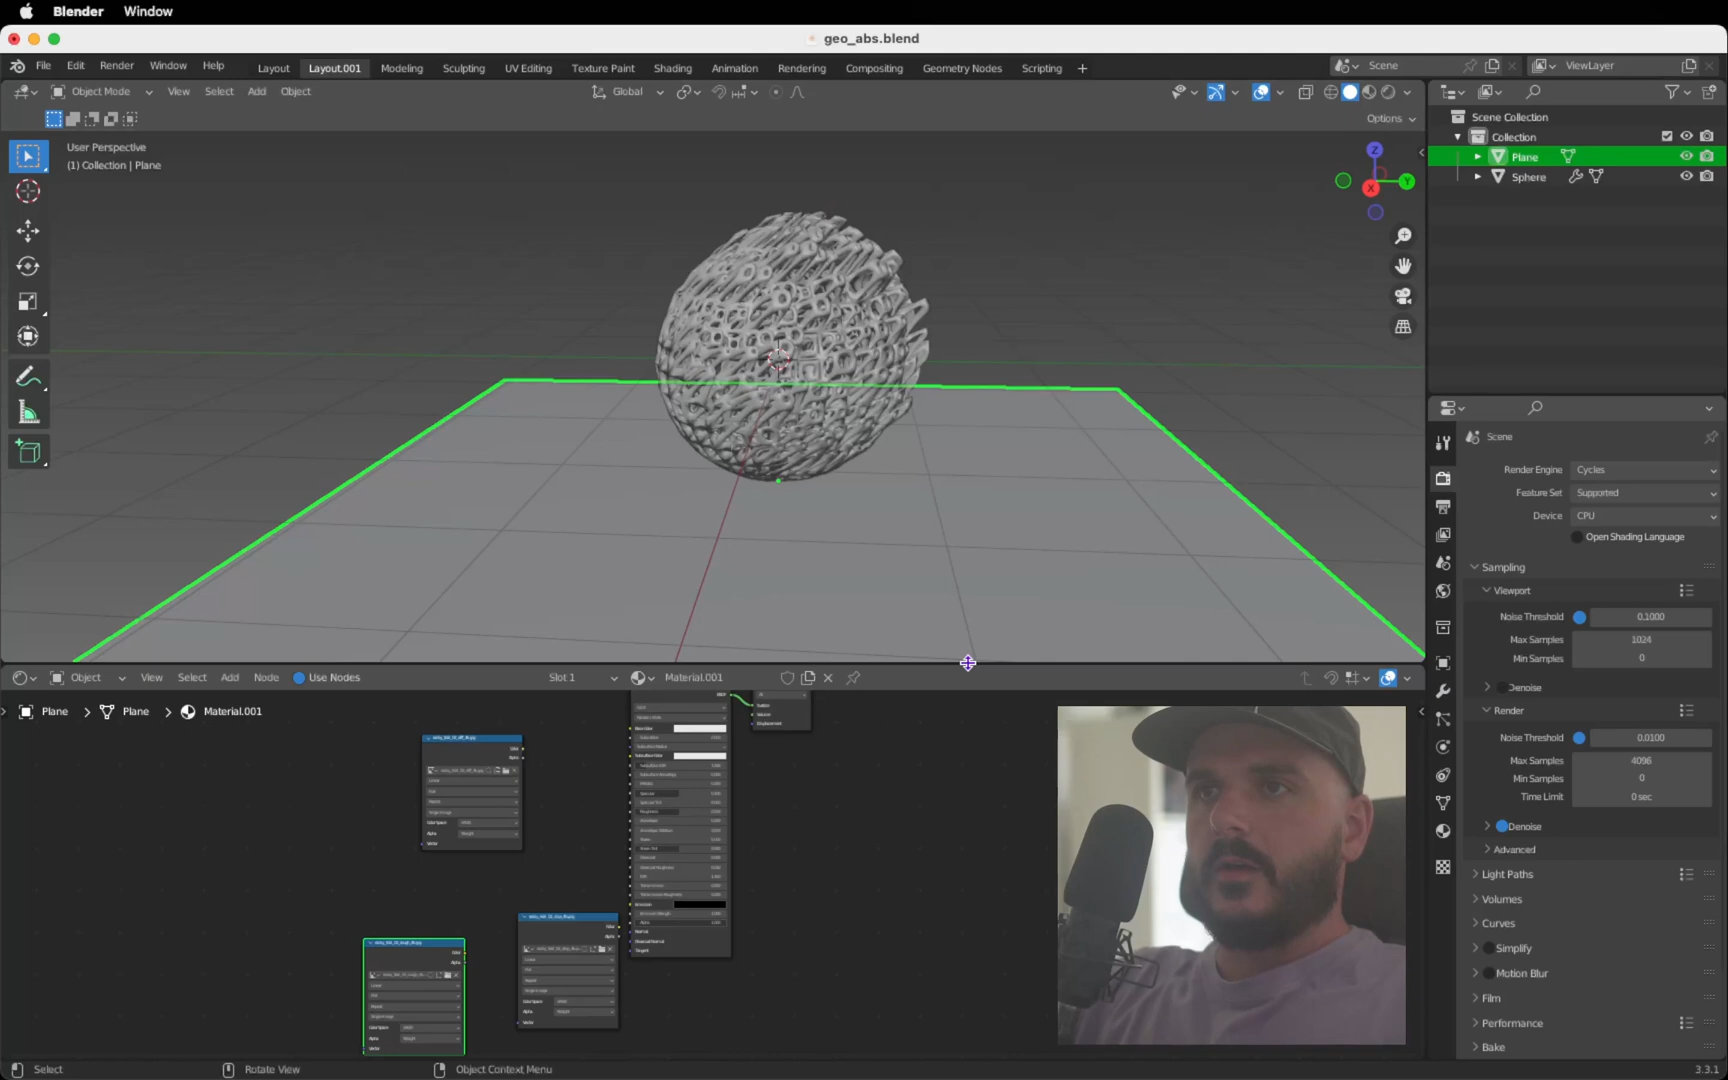 Blender Window
geo_abs.blend
File Edit Render Window Help Layout Layout.001 Modeling Sculpting UV Editing Texture Paint Shading Animation Rendering Compositing Geometry Nodes Scripting + Scene ViewLayer
Object Mode View Select Add Object Global
Options
User Perspective
(1) Collection | Plane
Z
Y
X
Scene Collection
Collection
Plane
Sphere
Scene
Render Engine Cycles
Feature Set Supported
Device CPU
Open Shading Language
Sampling
Viewport
Noise Threshold 0.1000
Max Samples 1024
Min Samples 0
Denoise
Render
Noise Threshold 0.0100
Max Samples 4096
Min Samples 0
Time Limit 0 sec
Denoise
Advanced
Light Paths
Volumes
Curves
Simplify
Motion Blur
Film
Performance
Bake
Object View Select Add Node Use Nodes Slot 1 Material.001
Plane > Plane > Material.001
Select Rotate View Object Context Menu 3.3.1